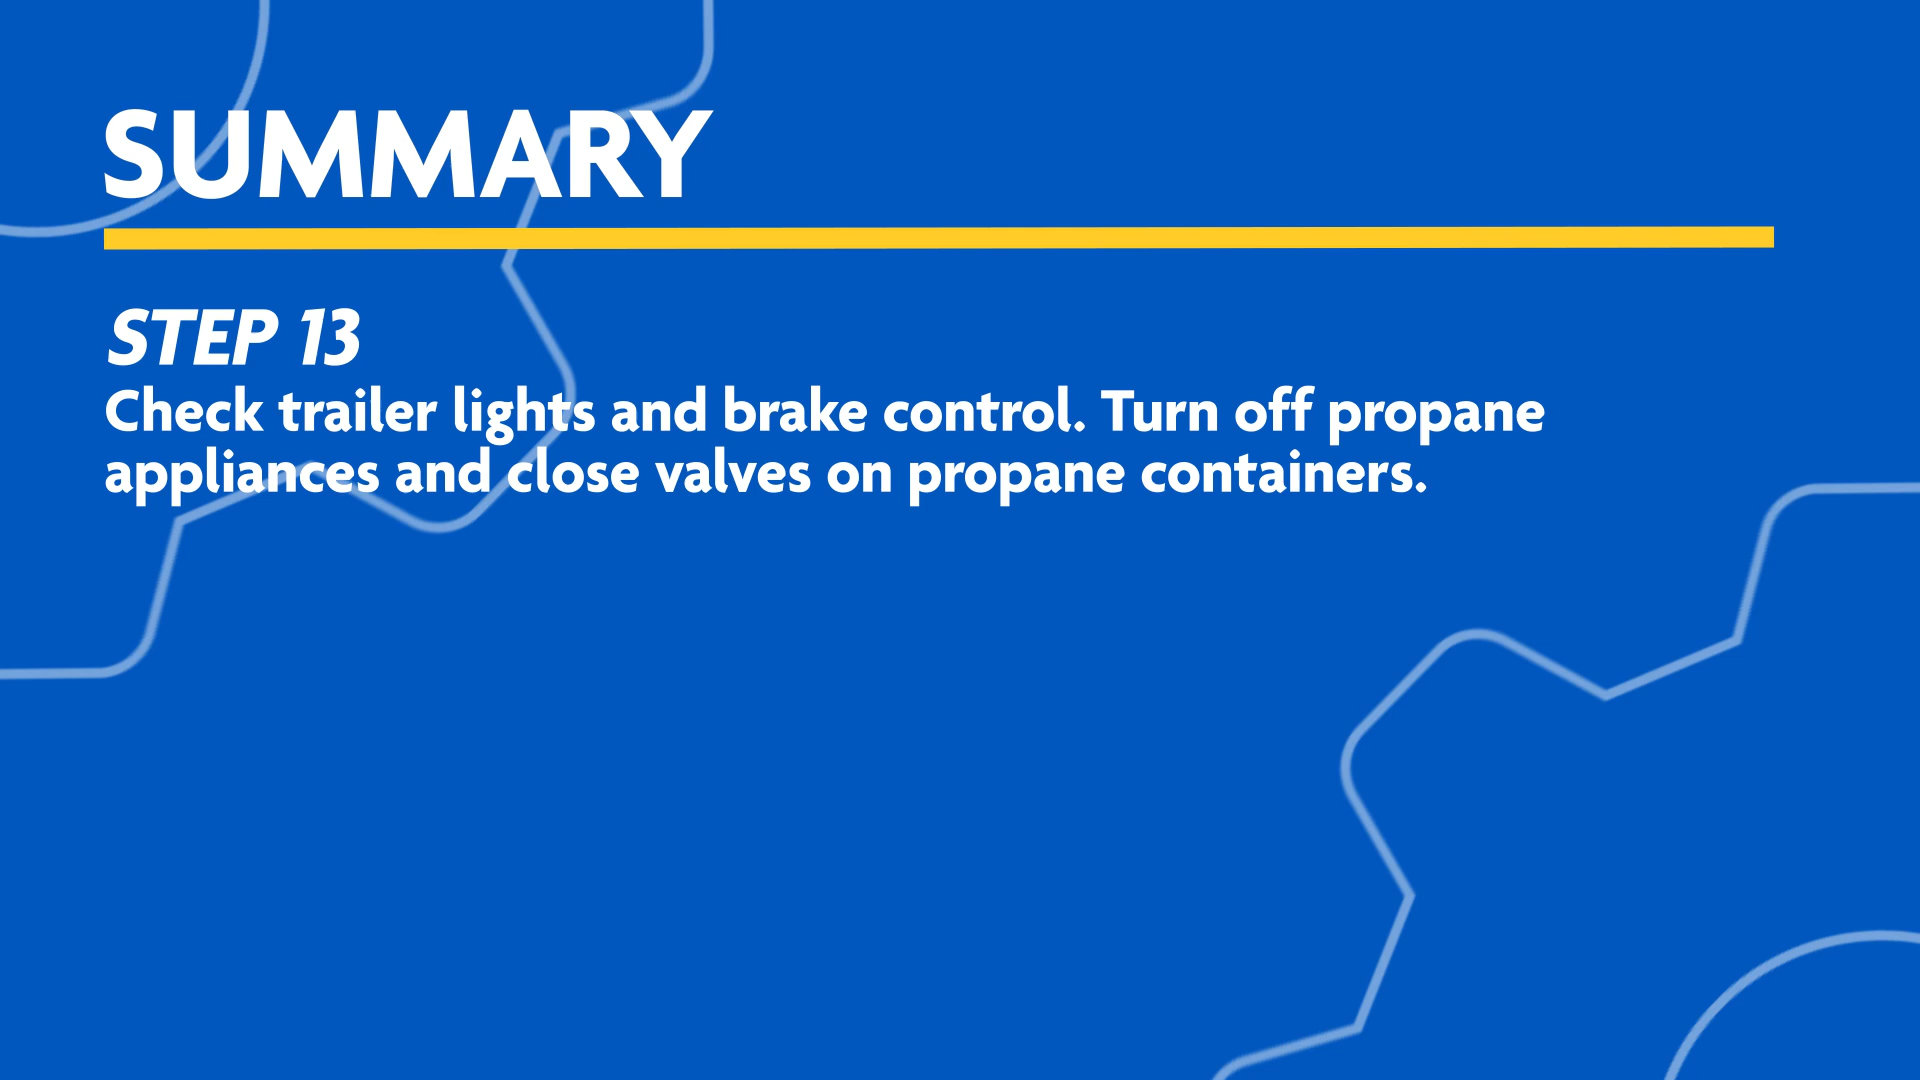 SUMMARY
STEP 13
Check trailer lights and brake control. Turn off propane
appliances and close valves on propane containers.